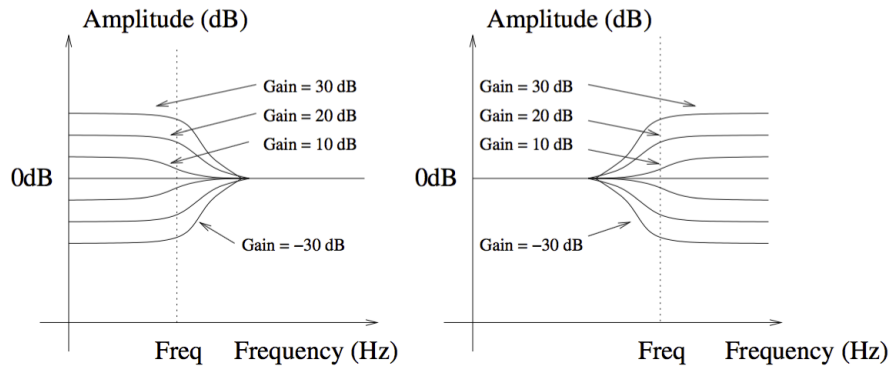 Amplitude (dB)
Gain = 30 dB
Gain = 20 dB
Gain = 10 dB
0dB
Gain = −30 dB
Freq
Frequency (Hz)
Amplitude (dB)
Gain = 30 dB
Gain = 20 dB
Gain = 10 dB
0dB
Gain = −30 dB
Freq
Frequency (Hz)